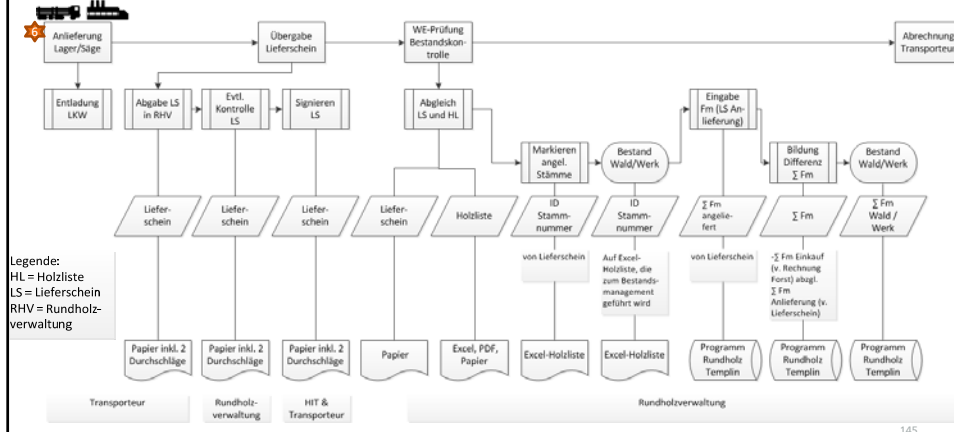 6
Anlieferung
Lager/Säge
Übergabe
Lieferschein
WE-Prüfung
Bestandskon-
trolle
Abrechnung
Transporteur
Entladung
LKW
Abgabe LS
in RHV
Evtl.
Kontrolle
LS
Signieren
LS
Abgleich
LS und HL
Eingabe
Fm (LS An-
lieferung)
Markieren
angel.
Stämme
Bestand
Wald/Werk
Bildung
Differenz
∑ Fm
Bestand
Wald/Werk
Liefer-
schein
Liefer-
schein
Liefer-
schein
Liefer-
schein
Holzliste
ID
Stamm-
nummer
ID
Stamm-
nummer
∑ Fm
angelie-
fert
∑ Fm
∑ Fm
Wald /
Werk
von Lieferschein
Auf Excel-
Holzliste, die
zum Bestands-
management
geführt wird
von Lieferschein
-∑ Fm Einkauf
(v. Rechnung
Forst) abzgl.
∑ Fm
Anlieferung (v.
Lieferschein)
Legende:
HL = Holzliste
LS = Lieferschein
RHV = Rundholz-
verwaltung
Papier inkl. 2
Durchschläge
Papier inkl. 2
Durchschläge
Papier inkl. 2
Durchschläge
Papier
Excel, PDF,
Papier
Excel-Holzliste
Excel-Holzliste
Programm
Rundholz
Templin
Programm
Rundholz
Templin
Programm
Rundholz
Templin
Transporteur
Rundholz-
verwaltung
HIT &
Transporteur
Rundholzverwaltung
145